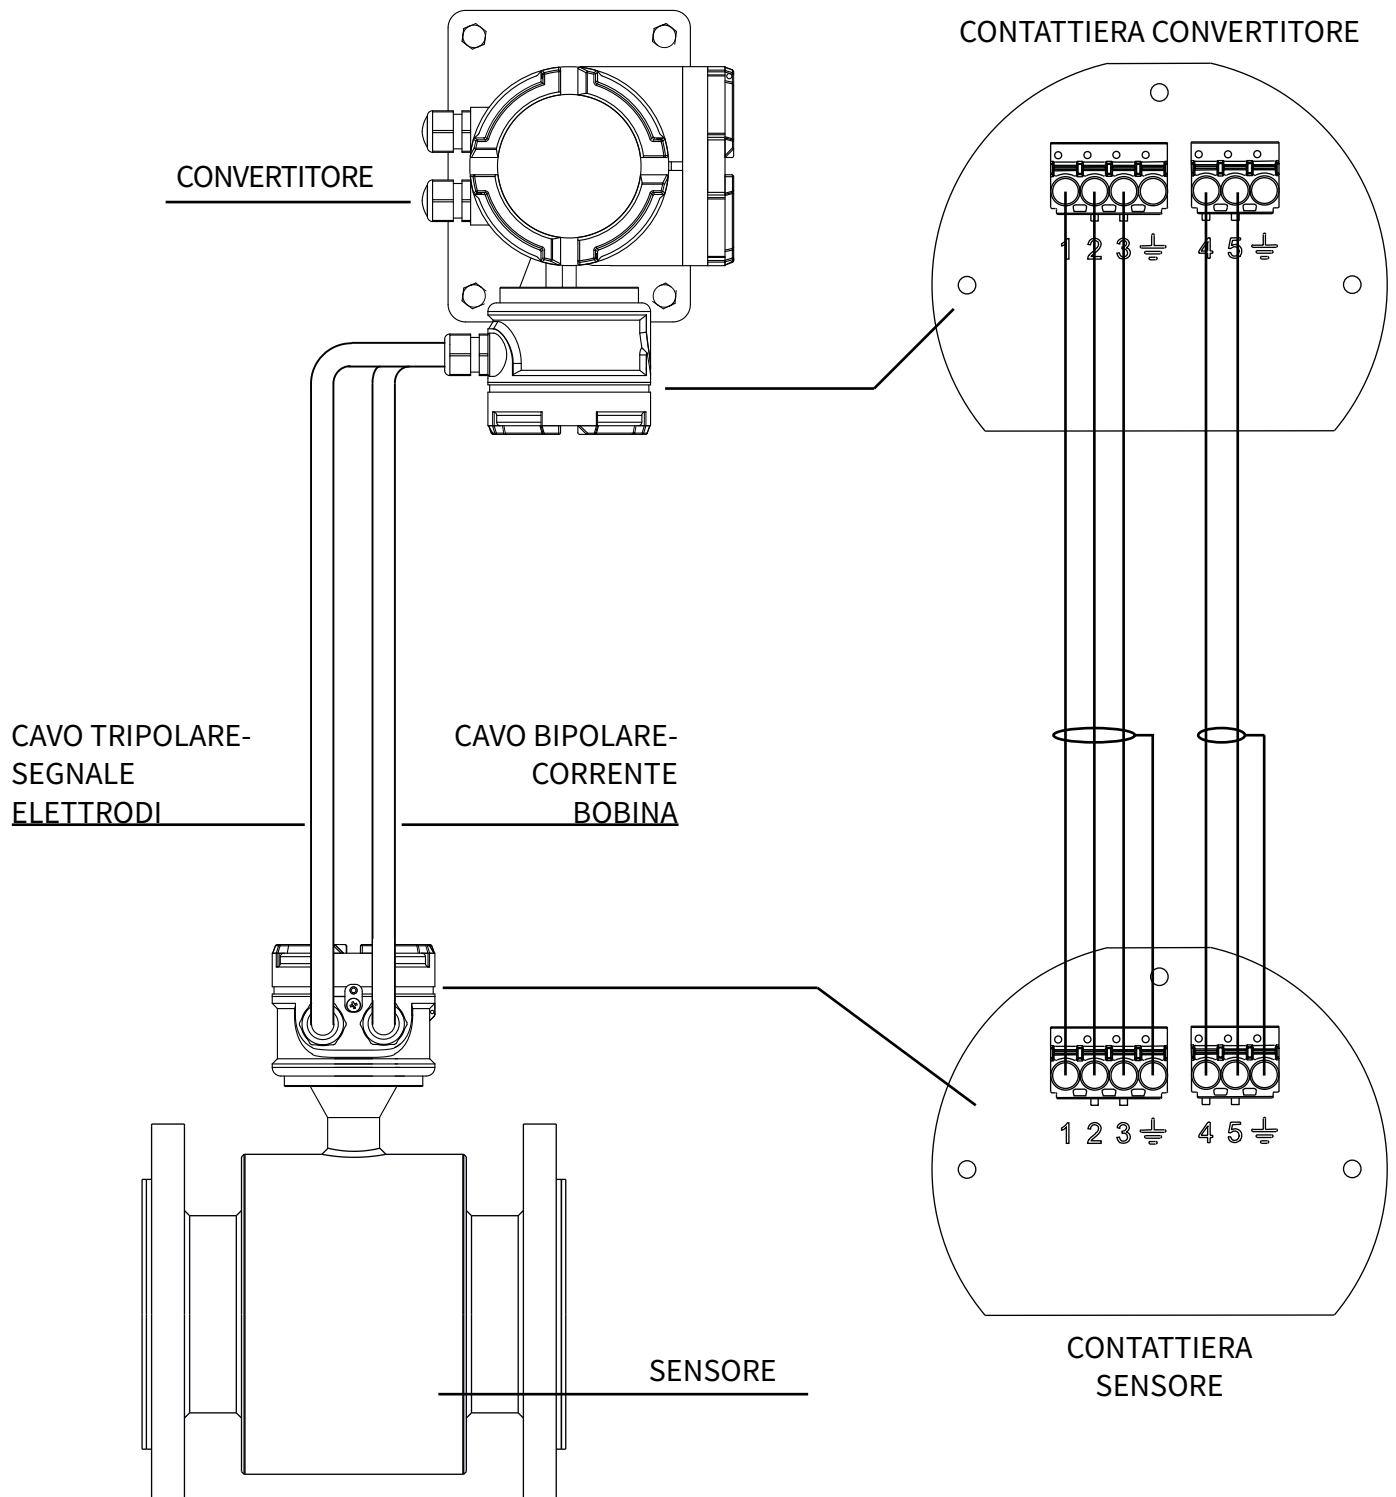 CONTATTIERA CONVERTITORE
CONVERTITORE
1 2 3 4 5
CAVO TRIPOLARE-
SEGNALE
ELETTRODI
CAVO BIPOLARE-
CORRENTE
BOBINA
1 2 3 4 5
CONTATTIERA
SENSORE
SENSORE